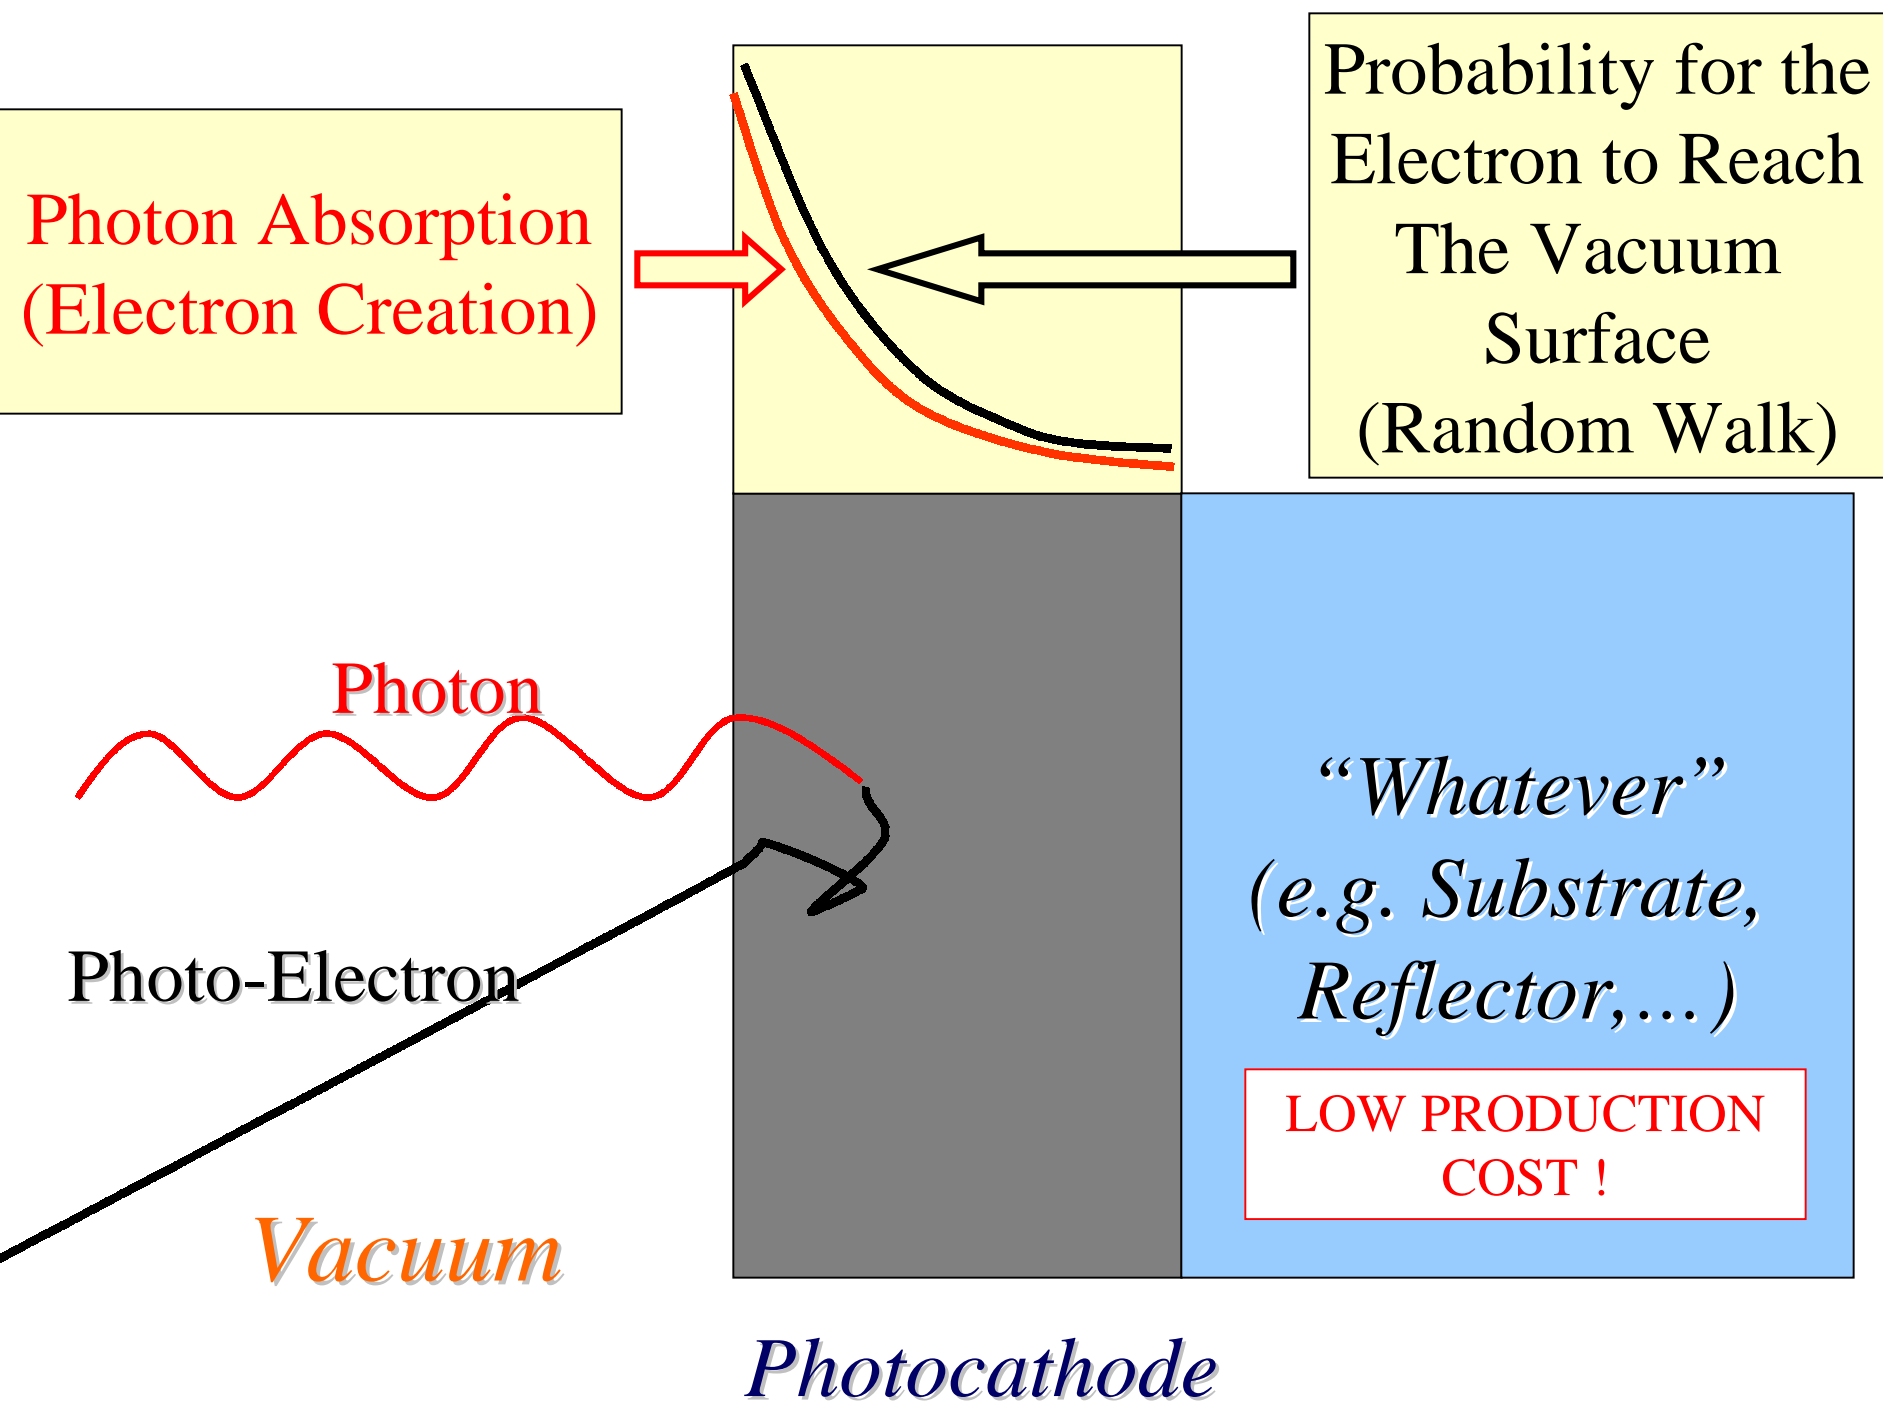 Probability for the
Electron to Reach
The Vacuum
Surface
(Random Walk)
Photon Absorption
(Electron Creation)
Photon
“Whatever”
(e.g. Substrate,
Reflector,…)
Photo-Electron
LOW PRODUCTION
COST !
Vacuum
Photocathode